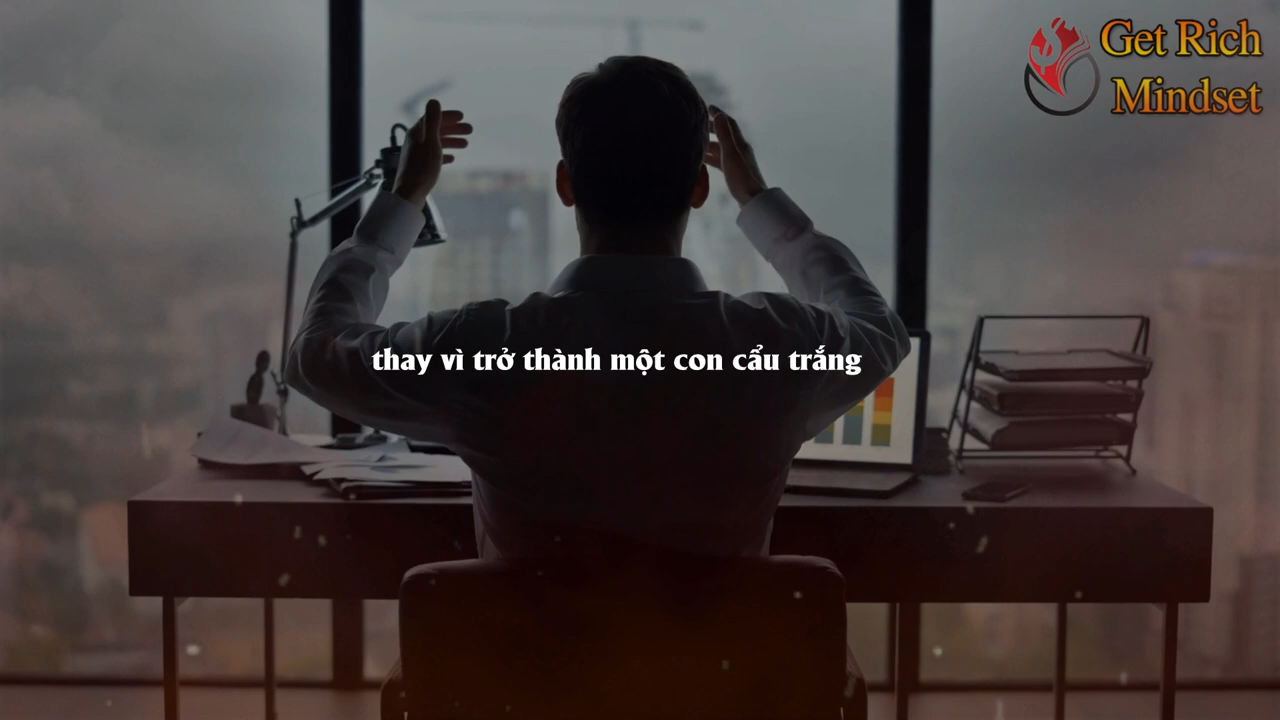 Get Rich
Mindset
thay vì trở thành một con cẩu trắng